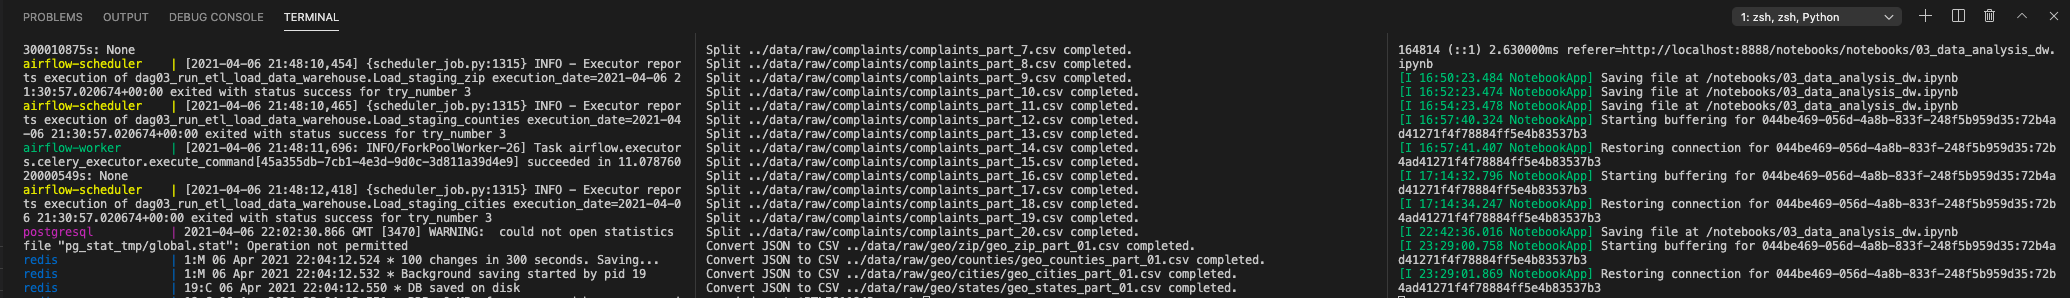 PROBLEMS OUTPUT DEBUG CONSOLE TERMINAL 1: zsh, zsh, Python
300010875s: None
airflow-scheduler | [2021-04-06 21:48:10,454] {scheduler_job.py:1315} INFO - Executor repor
ts execution of dag03_run_etl_load_data_warehouse.Load_staging_zip execution_date=2021-04-06 2
1:30:57.020674+00:00 exited with status success for try_number 3
airflow-scheduler | [2021-04-06 21:48:10,465] {scheduler_job.py:1315} INFO - Executor repor
ts execution of dag03_run_etl_load_data_warehouse.Load_staging_counties execution_date=2021-04
-06 21:30:57.020674+00:00 exited with status success for try_number 3
airflow-worker | [2021-04-06 21:48:11,696: INFO/ForkPoolWorker-26] Task airflow.executor
s.celery_executor.execute_command[45a355db-7cb1-4e3d-9d0c-3d811a39d4e9] succeeded in 11.078760
20000549s: None
airflow-scheduler | [2021-04-06 21:48:12,418] {scheduler_job.py:1315} INFO - Executor repor
ts execution of dag03_run_etl_load_data_warehouse.Load_staging_cities execution_date=2021-04-0
6 21:30:57.020674+00:00 exited with status success for try_number 3
postgresql | 2021-04-06 22:02:30.866 GMT [3470] WARNING:  could not open statistics
file "pg_stat_tmp/global.stat": Operation not permitted
redis | 1:M 06 Apr 2021 22:04:12.524 * 100 changes in 300 seconds. Saving...
redis | 1:M 06 Apr 2021 22:04:12.532 * Background saving started by pid 19
redis | 19:C 06 Apr 2021 22:04:12.550 * DB saved on disk
Split ../data/raw/complaints/complaints_part_7.csv completed.
Split ../data/raw/complaints/complaints_part_8.csv completed.
Split ../data/raw/complaints/complaints_part_9.csv completed.
Split ../data/raw/complaints/complaints_part_10.csv completed.
Split ../data/raw/complaints/complaints_part_11.csv completed.
Split ../data/raw/complaints/complaints_part_12.csv completed.
Split ../data/raw/complaints/complaints_part_13.csv completed.
Split ../data/raw/complaints/complaints_part_14.csv completed.
Split ../data/raw/complaints/complaints_part_15.csv completed.
Split ../data/raw/complaints/complaints_part_16.csv completed.
Split ../data/raw/complaints/complaints_part_17.csv completed.
Split ../data/raw/complaints/complaints_part_18.csv completed.
Split ../data/raw/complaints/complaints_part_19.csv completed.
Split ../data/raw/complaints/complaints_part_20.csv completed.
Convert JSON to CSV ../data/raw/geo/zip/geo_zip_part_01.csv completed.
Convert JSON to CSV ../data/raw/geo/counties/geo_counties_part_01.csv completed.
Convert JSON to CSV ../data/raw/geo/cities/geo_cities_part_01.csv completed.
Convert JSON to CSV ../data/raw/geo/states/geo_states_part_01.csv completed.
164814 (::1) 2.630000ms referer=http://localhost:8888/notebooks/notebooks/03_data_analysis_dw.
ipynb
[I 16:50:23.484 NotebookApp] Saving file at /notebooks/03_data_analysis_dw.ipynb
[I 16:52:23.474 NotebookApp] Saving file at /notebooks/03_data_analysis_dw.ipynb
[I 16:54:23.478 NotebookApp] Saving file at /notebooks/03_data_analysis_dw.ipynb
[I 16:57:40.324 NotebookApp] Starting buffering for 044be469-056d-4a8b-833f-248f5b959d35:72b4a
d41271f4f78884ff5e4b83537b3
[I 16:57:41.407 NotebookApp] Restoring connection for 044be469-056d-4a8b-833f-248f5b959d35:72b
4ad41271f4f78884ff5e4b83537b3
[I 17:14:32.796 NotebookApp] Starting buffering for 044be469-056d-4a8b-833f-248f5b959d35:72b4a
d41271f4f78884ff5e4b83537b3
[I 17:14:34.247 NotebookApp] Restoring connection for 044be469-056d-4a8b-833f-248f5b959d35:72b
4ad41271f4f78884ff5e4b83537b3
[I 22:42:36.016 NotebookApp] Saving file at /notebooks/03_data_analysis_dw.ipynb
[I 23:29:00.758 NotebookApp] Starting buffering for 044be469-056d-4a8b-833f-248f5b959d35:72b4a
d41271f4f78884ff5e4b83537b3
[I 23:29:01.869 NotebookApp] Restoring connection for 044be469-056d-4a8b-833f-248f5b959d35:72b
4ad41271f4f78884ff5e4b83537b3